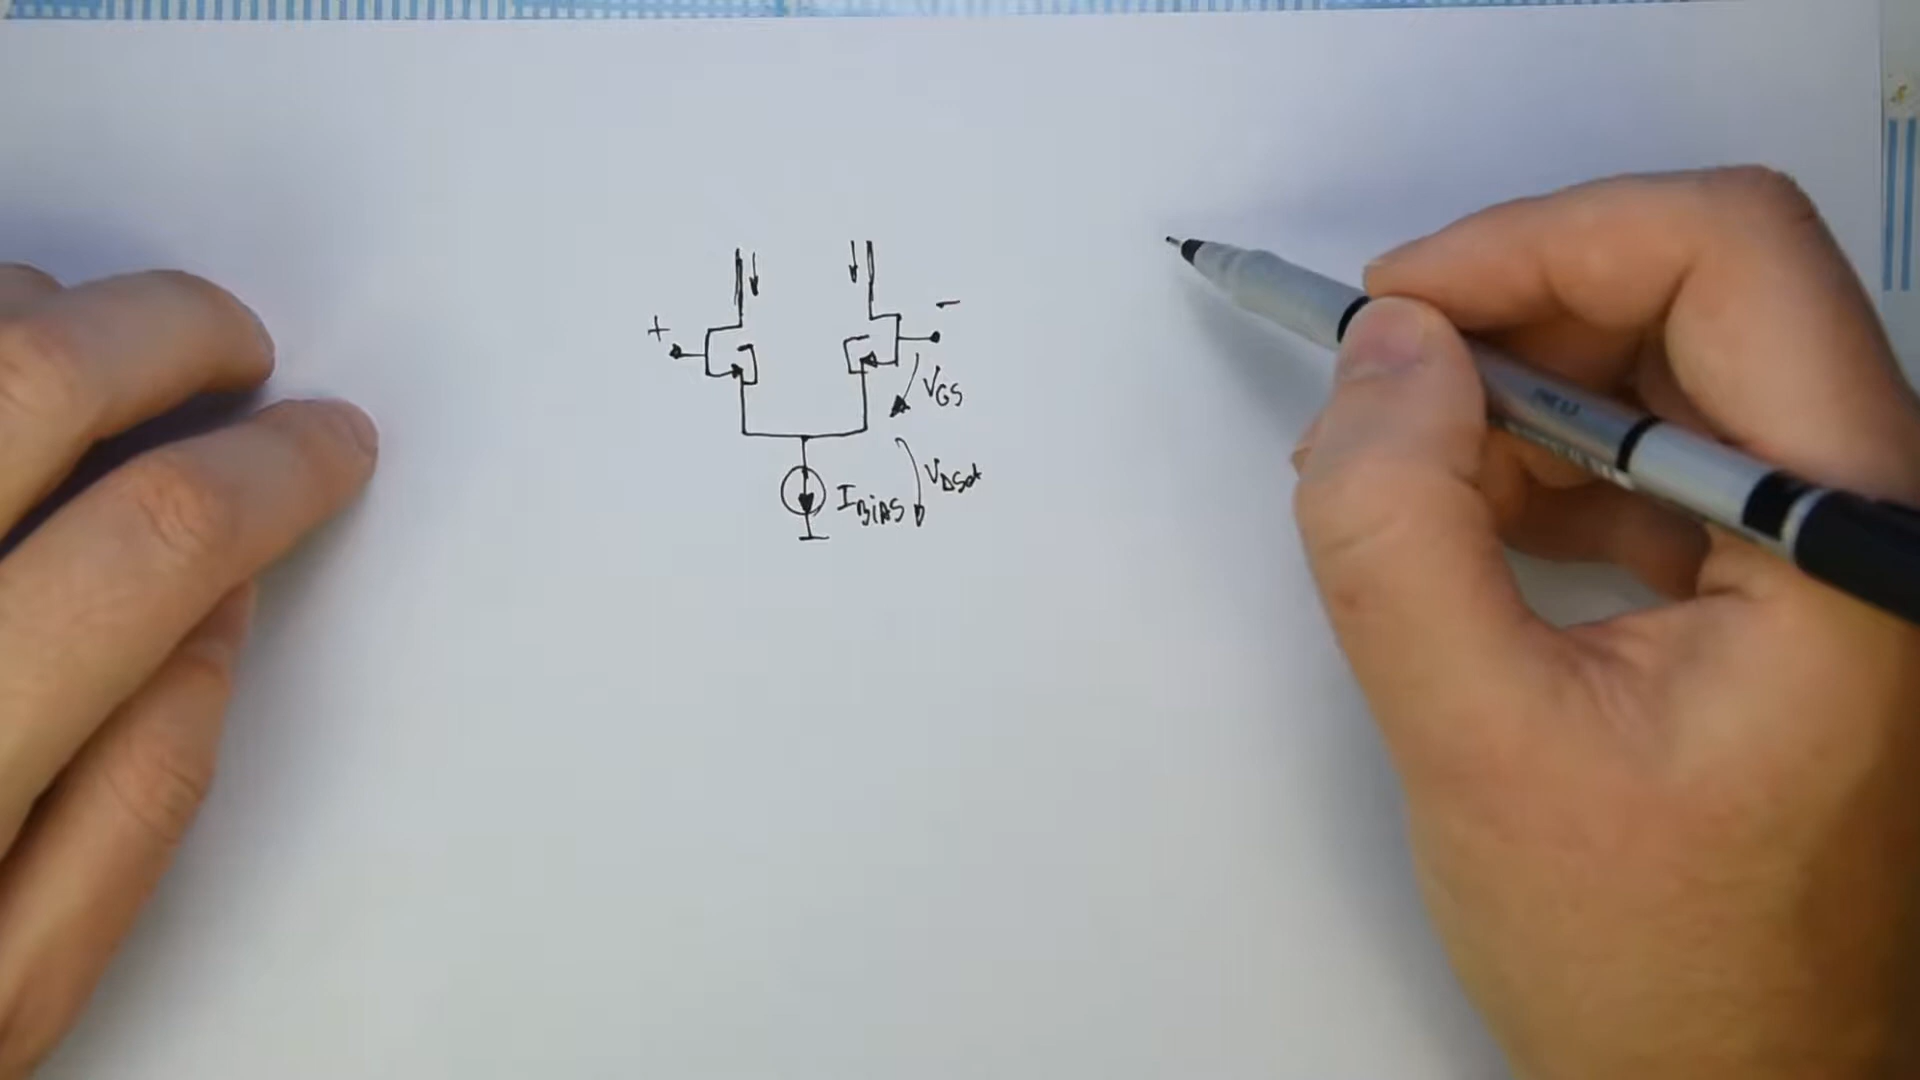 +
-
VGS
VDSat
IBiAS